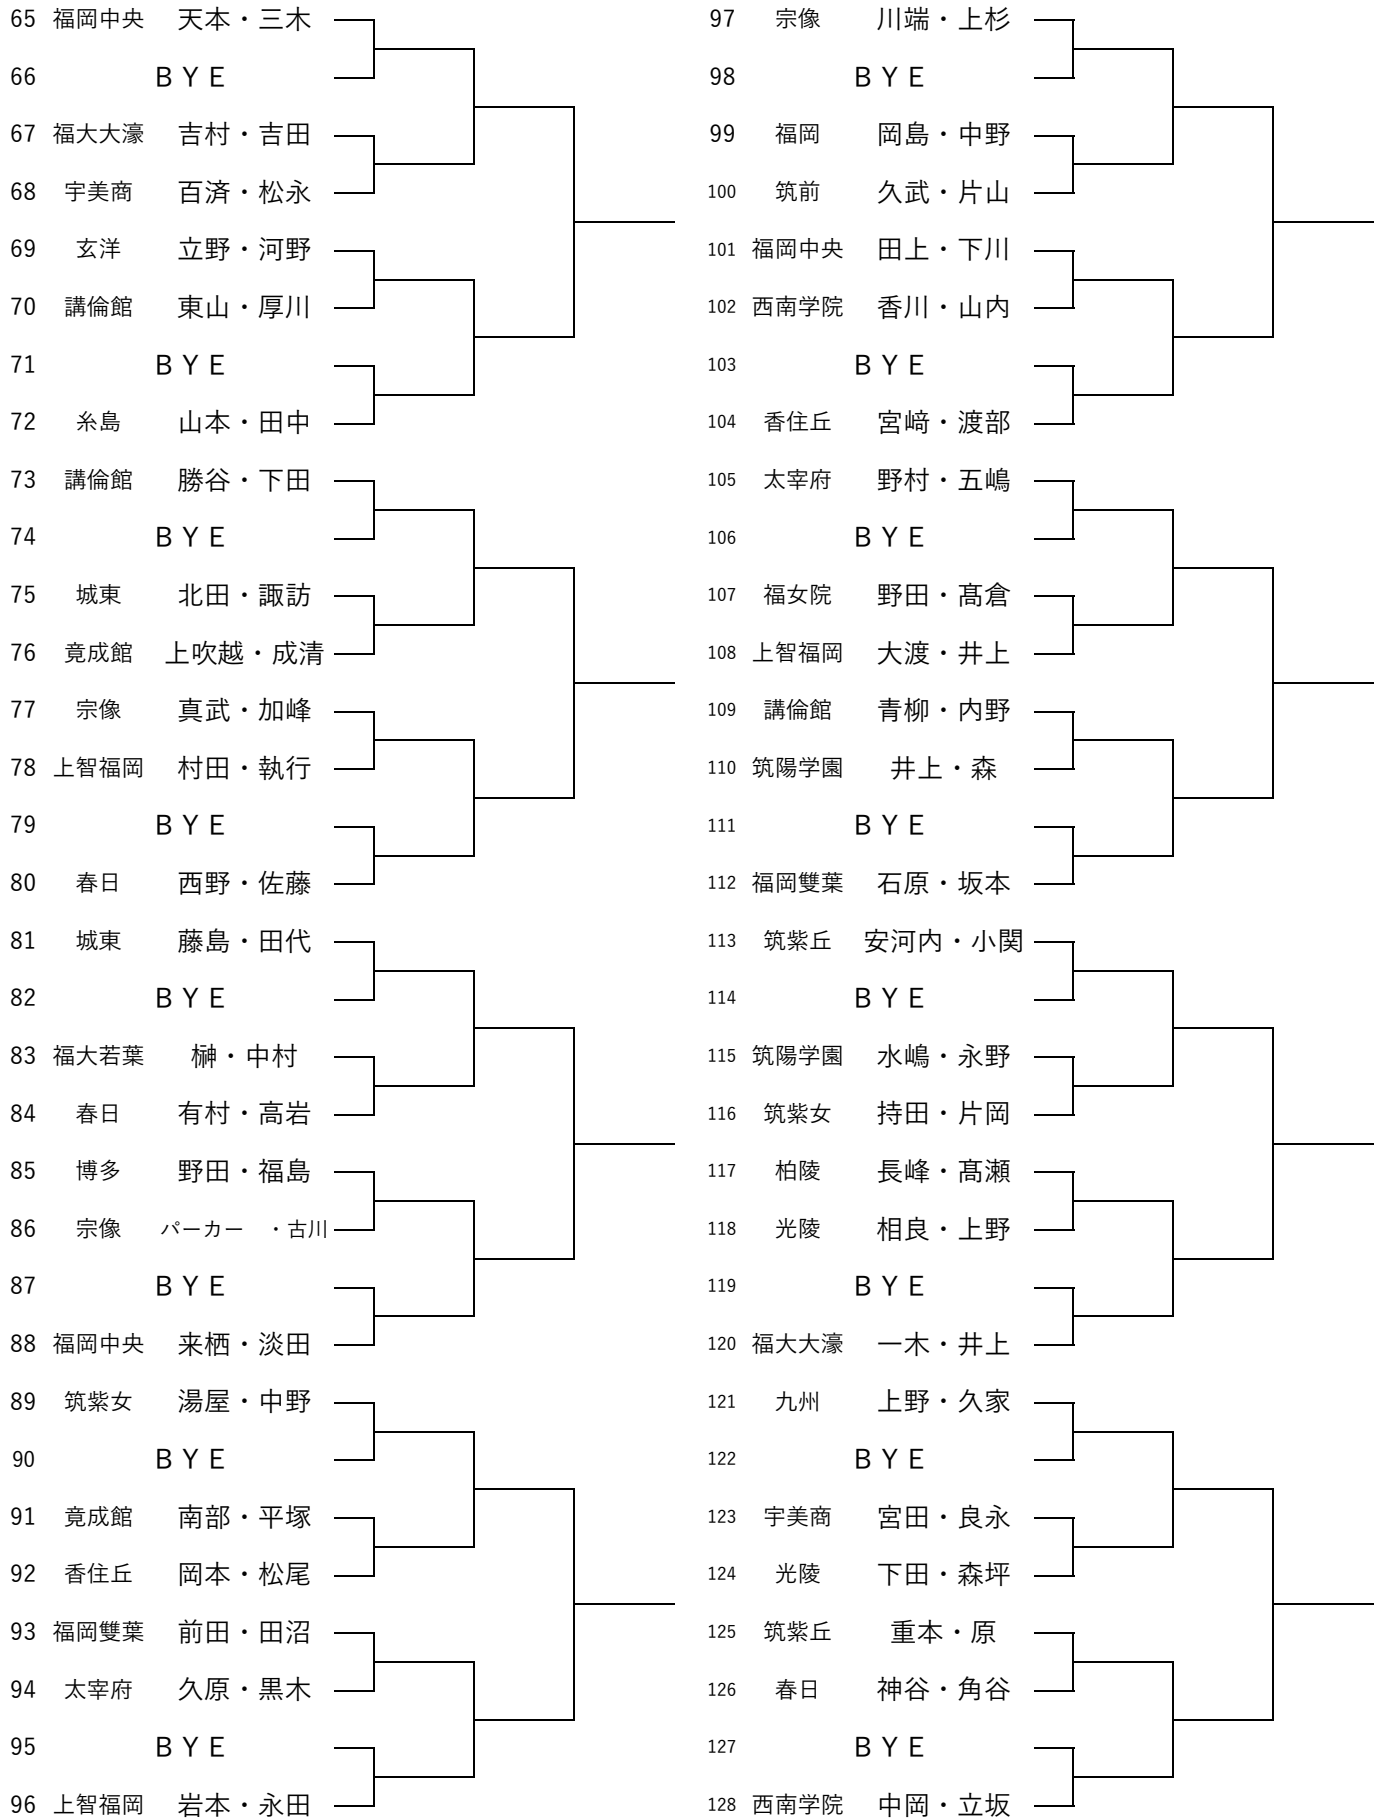 65 福岡中央 天本・三木
66 ＢＹＥ
67 福大大濠 吉村・吉田
68 宇美商 百済・松永
69 玄洋 立野・河野
70 講倫館 東山・厚川
71 ＢＹＥ
72 糸島 山本・田中
73 講倫館 勝谷・下田
74 ＢＹＥ
75 城東 北田・諏訪
76 竟成館 上吹越・成清
77 宗像 真武・加峰
78 上智福岡 村田・執行
79 ＢＹＥ
80 春日 西野・佐藤
81 城東 藤島・田代
82 ＢＹＥ
83 福大若葉 榊・中村
84 春日 有村・高岩
85 博多 野田・福島
86 宗像 パーカー　・古川
87 ＢＹＥ
88 福岡中央 来栖・淡田
89 筑紫女 湯屋・中野
90 ＢＹＥ
91 竟成館 南部・平塚
92 香住丘 岡本・松尾
93 福岡雙葉 前田・田沼
94 太宰府 久原・黒木
95 ＢＹＥ
96 上智福岡 岩本・永田
97 宗像 川端・上杉
98 ＢＹＥ
99 福岡 岡島・中野
100 筑前 久武・片山
101 福岡中央 田上・下川
102 西南学院 香川・山内
103 ＢＹＥ
104 香住丘 宮﨑・渡部
105 太宰府 野村・五嶋
106 ＢＹＥ
107 福女院 野田・髙倉
108 上智福岡 大渡・井上
109 講倫館 青柳・内野
110 筑陽学園 井上・森
111 ＢＹＥ
112 福岡雙葉 石原・坂本
113 筑紫丘 安河内・小関
114 ＢＹＥ
115 筑陽学園 水嶋・永野
116 筑紫女 持田・片岡
117 柏陵 長峰・髙瀬
118 光陵 相良・上野
119 ＢＹＥ
120 福大大濠 一木・井上
121 九州 上野・久家
122 ＢＹＥ
123 宇美商 宮田・良永
124 光陵 下田・森坪
125 筑紫丘 重本・原
126 春日 神谷・角谷
127 ＢＹＥ
128 西南学院 中岡・立坂